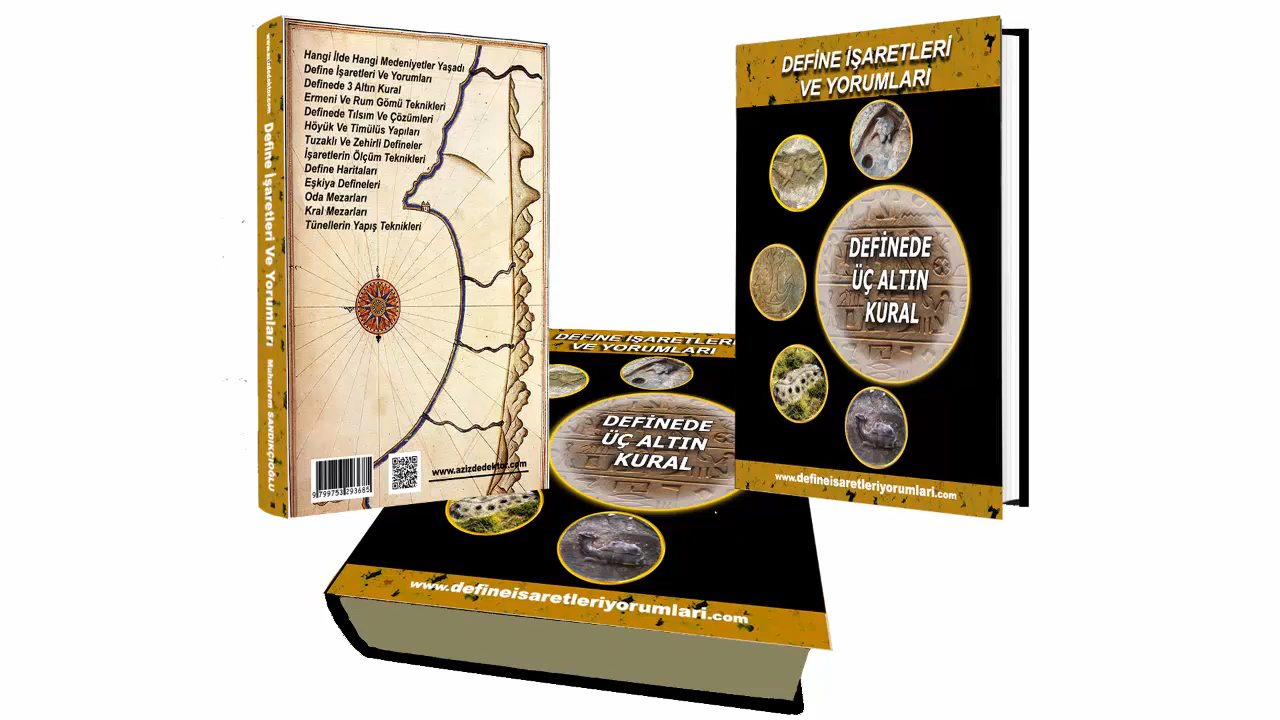 www.azizdedektor.com
Define İşaretleri Ve Yorumları
Muharrem SANDIKÇIOĞLU
Hangi İlde Hangi Medeniyetler Yaşadı
Define İşaretleri Ve Yorumları
Definede 3 Altın Kural
Ermeni Ve Rum Gömü Teknikleri
Definede Tılsım Ve Çözümleri
Höyük Ve Timülüs Yapıları
Tuzaklı Ve Zehirli Defineler
İşaretlerin Ölçüm Teknikleri
Define Haritaları
Eşkiya Defineleri
Oda Mezarları
Kral Mezarları
Tünellerin Yapış Teknikleri
www.azizdedektor.com
9799753293685
DEFİNE İŞARETLERİ
VE YORUMLARI
DEFİNEDE
ÜÇ ALTIN
KURAL
www.defineisaretleriyorumlari.com
DEFİNE İŞARETLERİ
VE YORUMLARI
DEFİNEDE
ÜÇ ALTIN
KURAL
www.defineisaretleriyorumlari.com